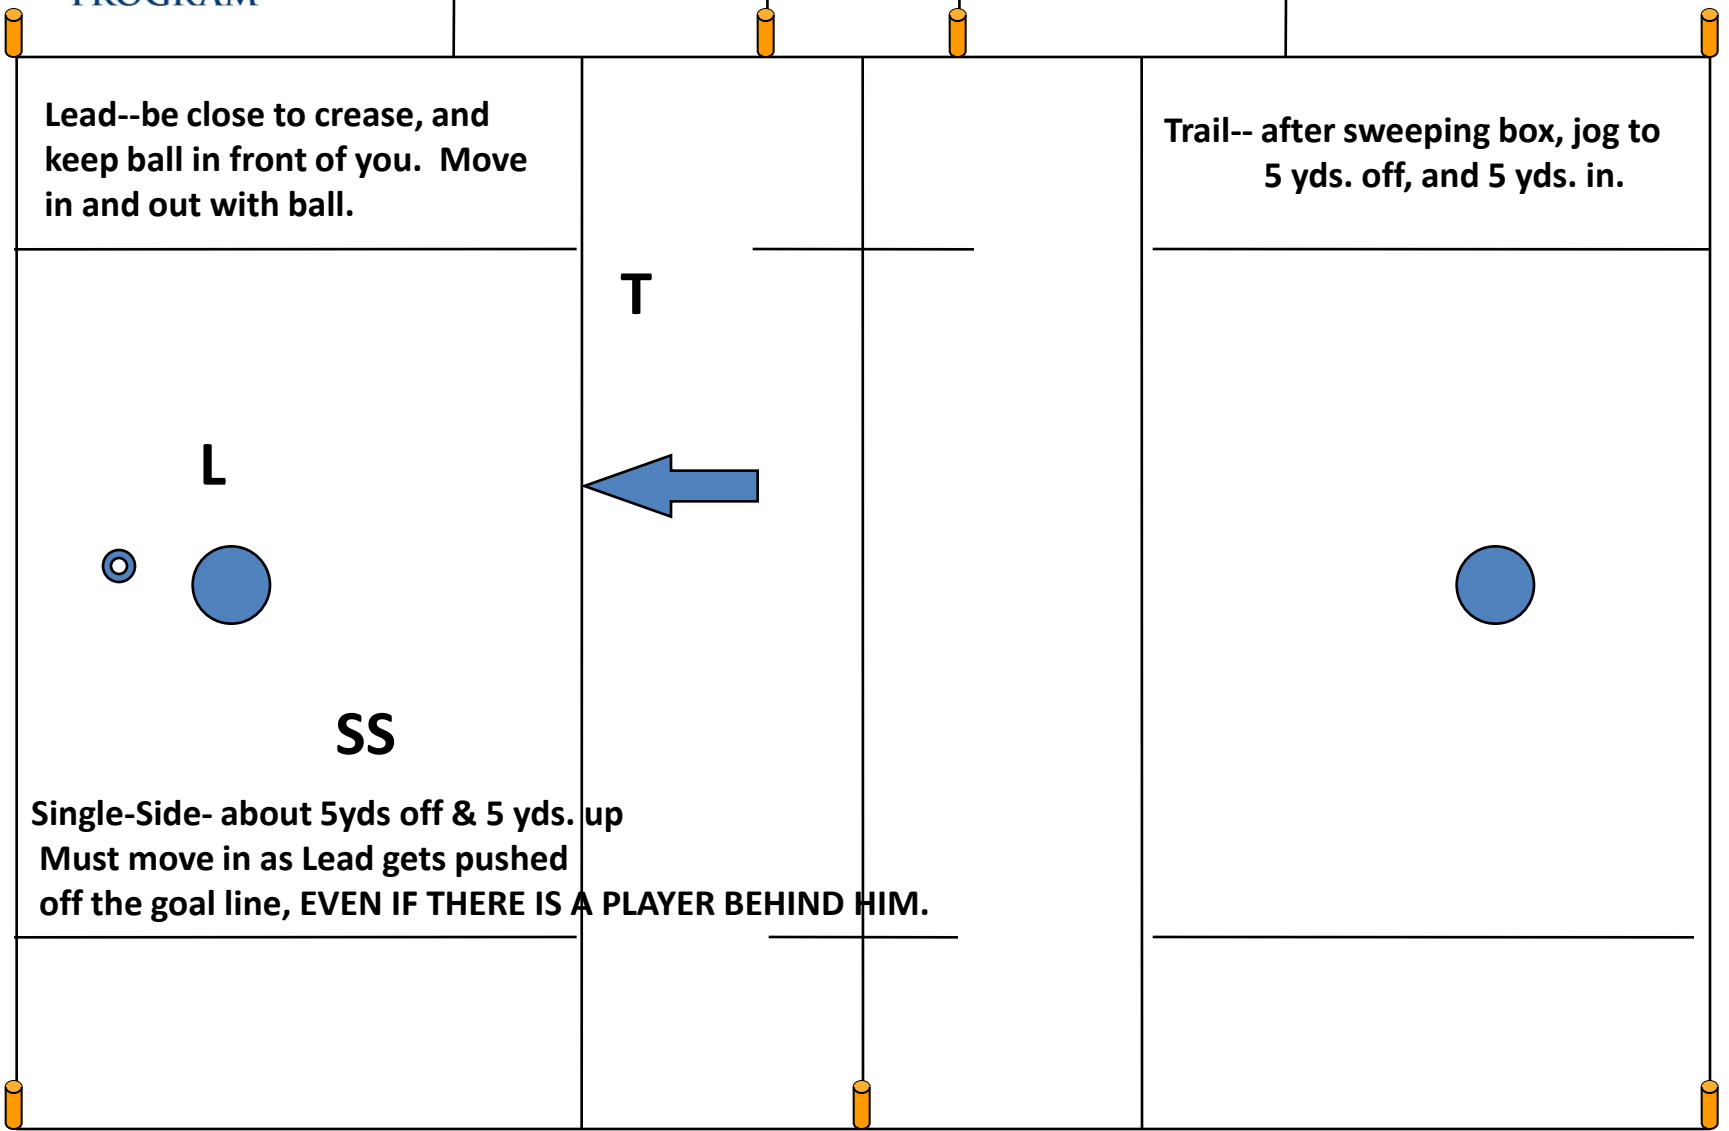 PROGRAM
Lead--be close to crease, and
keep ball in front of you.  Move
in and out with ball.
Trail-- after sweeping box, jog to
5 yds. off, and 5 yds. in.
T
L
SS
Single-Side- about 5yds off & 5 yds. up
Must move in as Lead gets pushed
off the goal line, EVEN IF THERE IS A PLAYER BEHIND HIM.